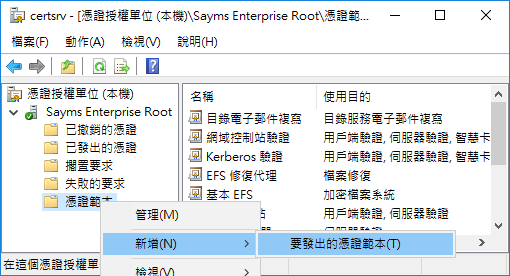 certsrv - [憑證授權單位 (本機)\Sayms Enterprise Root\憑證範...
檔案(F) 動作(A) 檢視(V) 說明(H)
憑證授權單位 (本機)
Sayms Enterprise Root
已撤銷的憑證
已發出的憑證
擱置要求
失敗的要求
憑證範本
名稱 使用目的
目錄電子郵件複寫 目錄服務電子郵件複寫
網域控制站驗證 用戶端驗證, 伺服器驗證, 智慧卡
Kerberos 驗證 用戶端驗證, 伺服器驗證, 智慧卡
EFS 修復代理 檔案修復
基本 EFS 加密檔案系統
用戶端驗證, 伺服器驗證
管理(M)
新增(N)
要發出的憑證範本(T)
檢視(V)
在這個憑證授權單